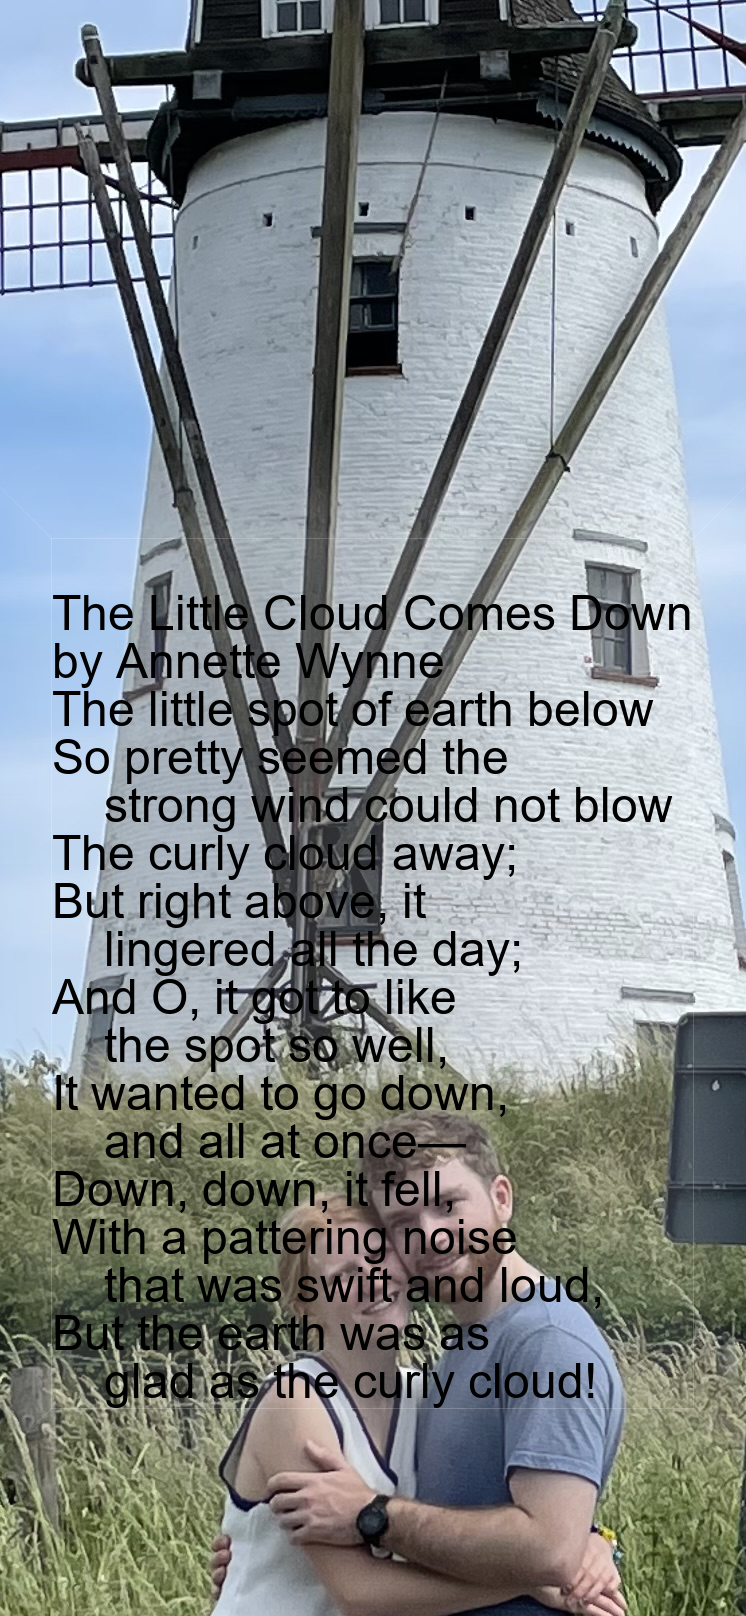 The Little Cloud Comes Down
by Annette Wynne
The little spot of earth below
So pretty seemed the
strong wind could not blow
The curly cloud away;
But right above, it
lingered all the day;
And O, it got to like
the spot so well,
It wanted to go down,
and all at once—
Down, down, it fell,
With a pattering noise
that was swift and loud,
But the earth was as
glad as the curly cloud!